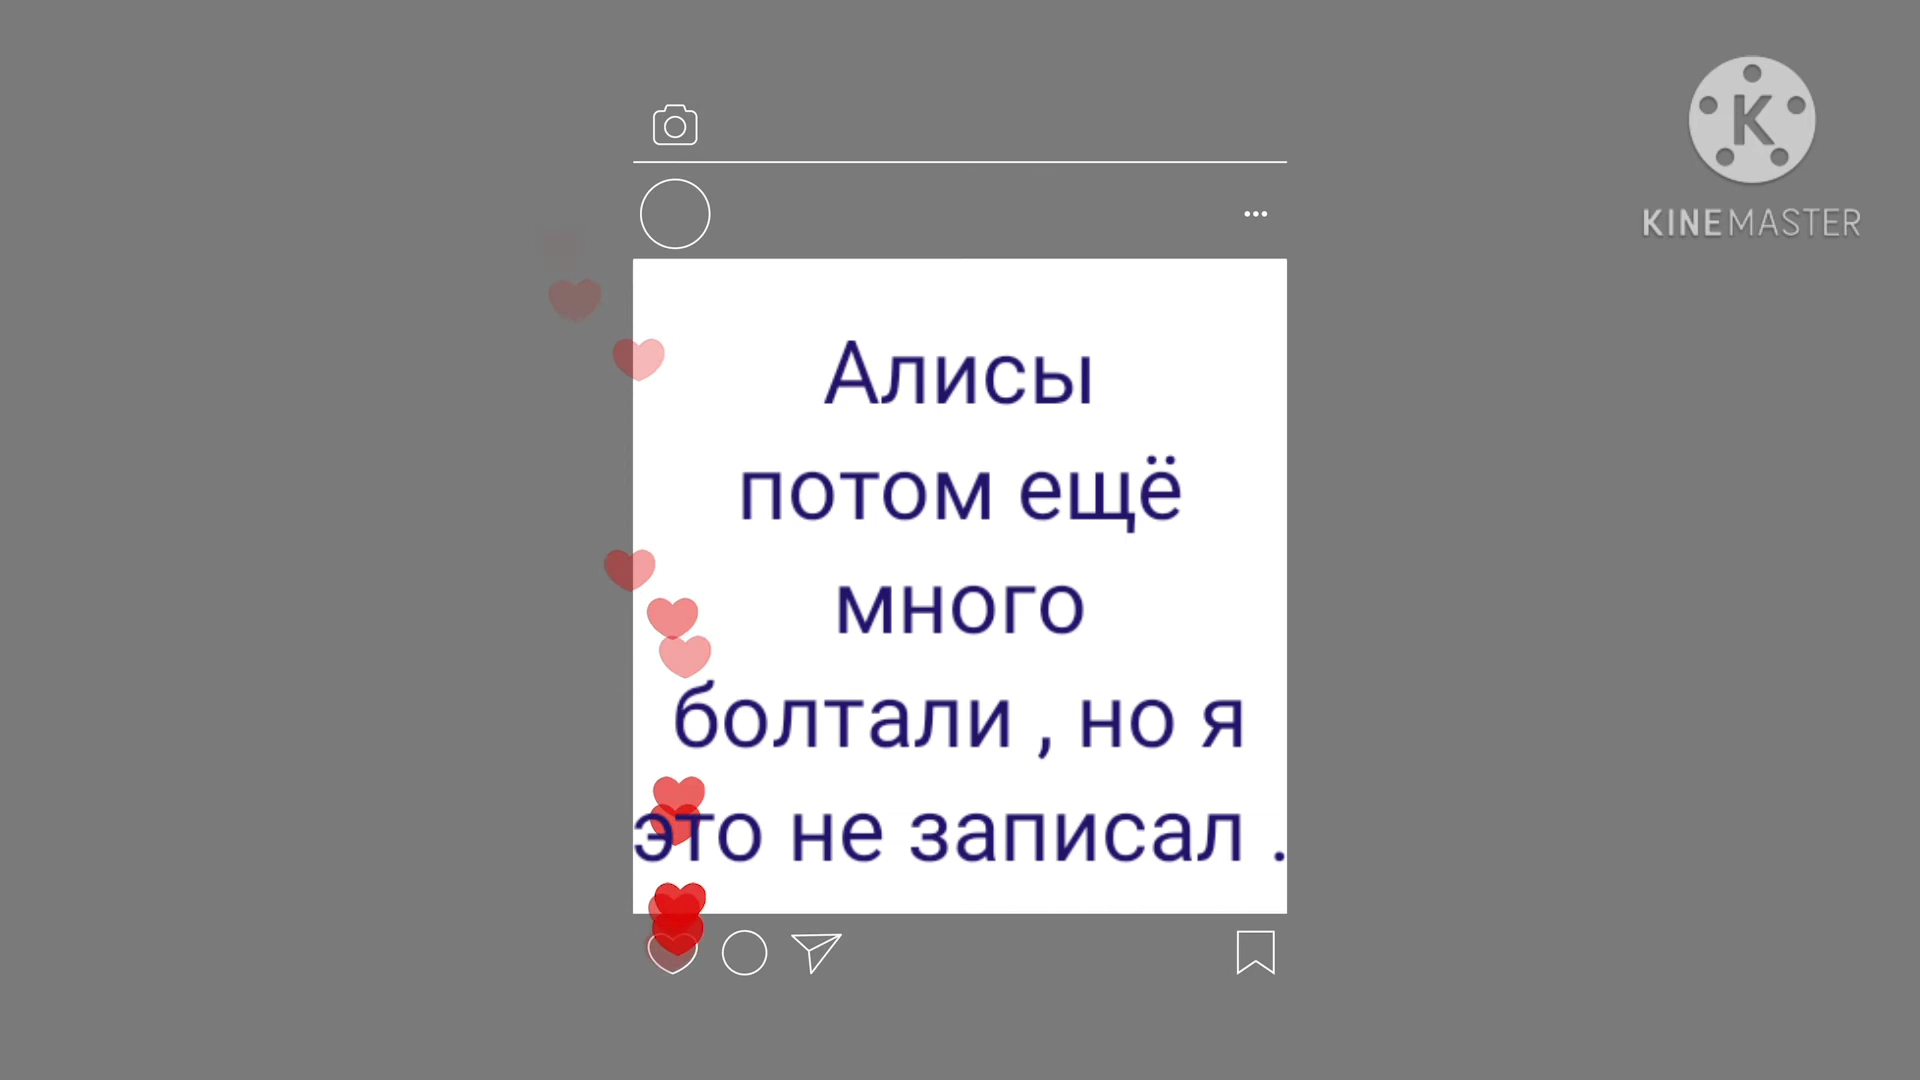 K
KINEMASTER
Алисы
потом ещё
много
болтали , но я
это не записал .